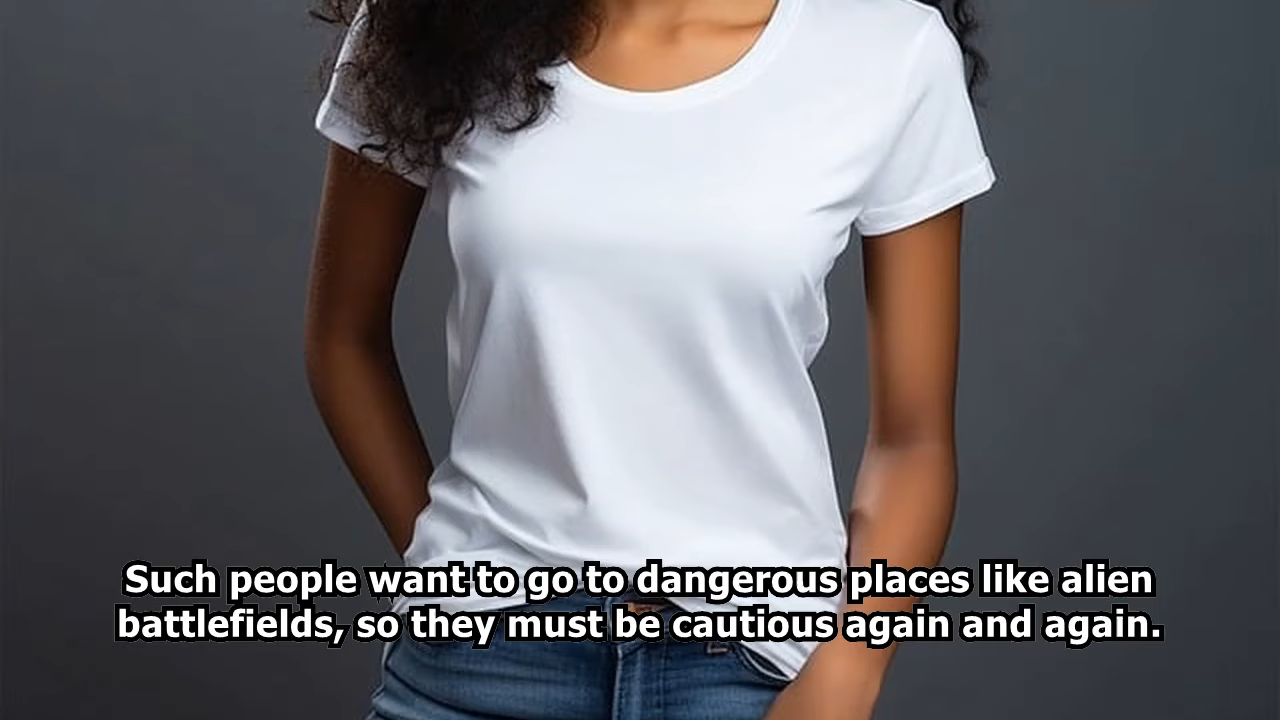 Such people want to go to dangerous places like alien
battlefields, so they must be cautious again and again.